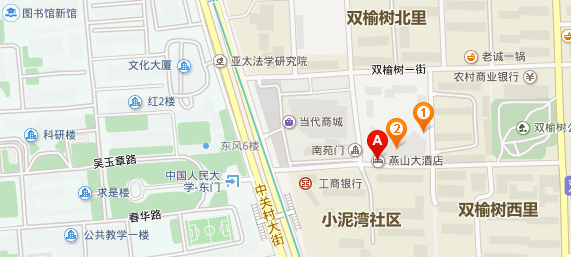 图书馆新馆
双榆树北里
亚太法学研究院
老诚一锅
文化大厦
双榆树一街
农村商业银行
红2楼
1
当代商城
2
双榆树公
科研楼
东风6楼
A
南苑门
吴玉章路
燕山大酒店
中国人民大
学-东门
工商银行
求是楼
中关村大街
双榆树西里
春华路
小泥湾社区
公共教学一楼